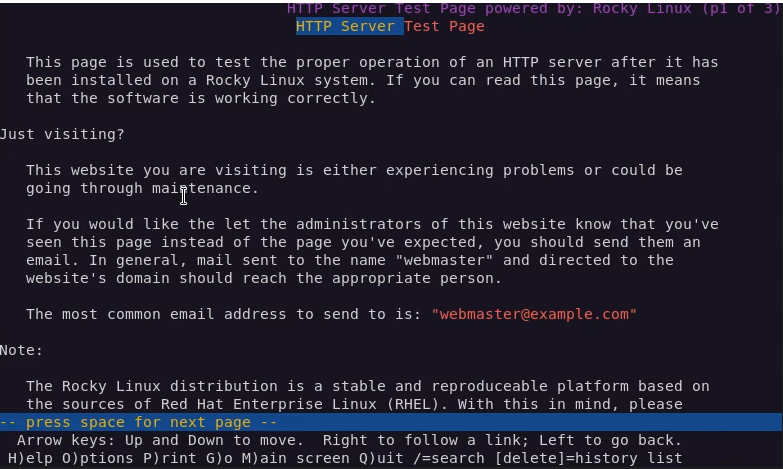 HTTP Server Test Page powered by: Rocky Linux (p1 of 3)
HTTP Server Test Page
This page is used to test the proper operation of an HTTP server after it has
been installed on a Rocky Linux system. If you can read this page, it means
that the software is working correctly.
Just visiting?
This website you are visiting is either experiencing problems or could be
going through maintenance.
If you would like the let the administrators of this website know that you've
seen this page instead of the page you've expected, you should send them an
email. In general, mail sent to the name "webmaster" and directed to the
website's domain should reach the appropriate person.
The most common email address to send to is: "webmaster@example.com"
Note:
The Rocky Linux distribution is a stable and reproduceable platform based on
the sources of Red Hat Enterprise Linux (RHEL). With this in mind, please
-- press space for next page --
Arrow keys: Up and Down to move.  Right to follow a link; Left to go back.
H)elp O)ptions P)rint G)o M)ain screen Q)uit /=search [delete]=history list